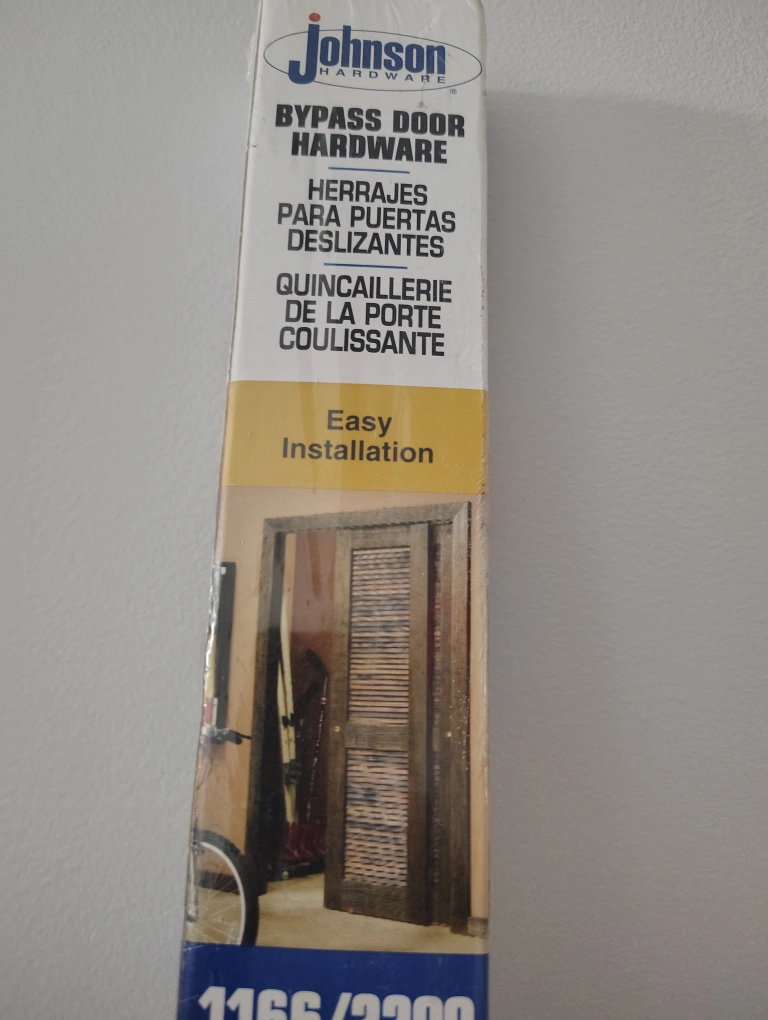 Johnson
HARDWARE
®
BYPASS DOOR
HARDWARE
HERRAJES
PARA PUERTAS
DESLIZANTES
QUINCAILLERIE
DE LA PORTE
COULISSANTE
Easy
Installation